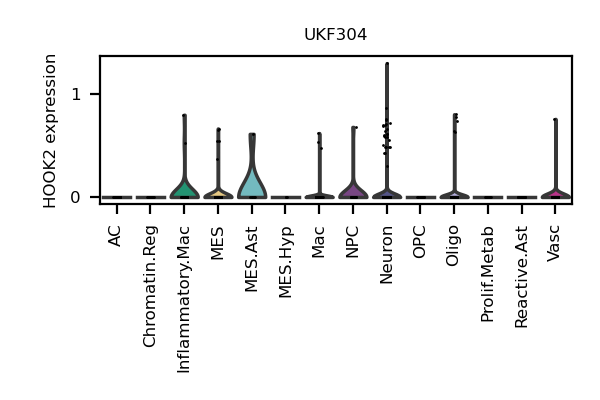 UKF304
HOOK2 expression
1
0
AC
Chromatin.Reg
Inflammatory.Mac
MES
MES.Ast
MES.Hyp
Mac
NPC
Neuron
OPC
Oligo
Prolif.Metab
Reactive.Ast
Vasc